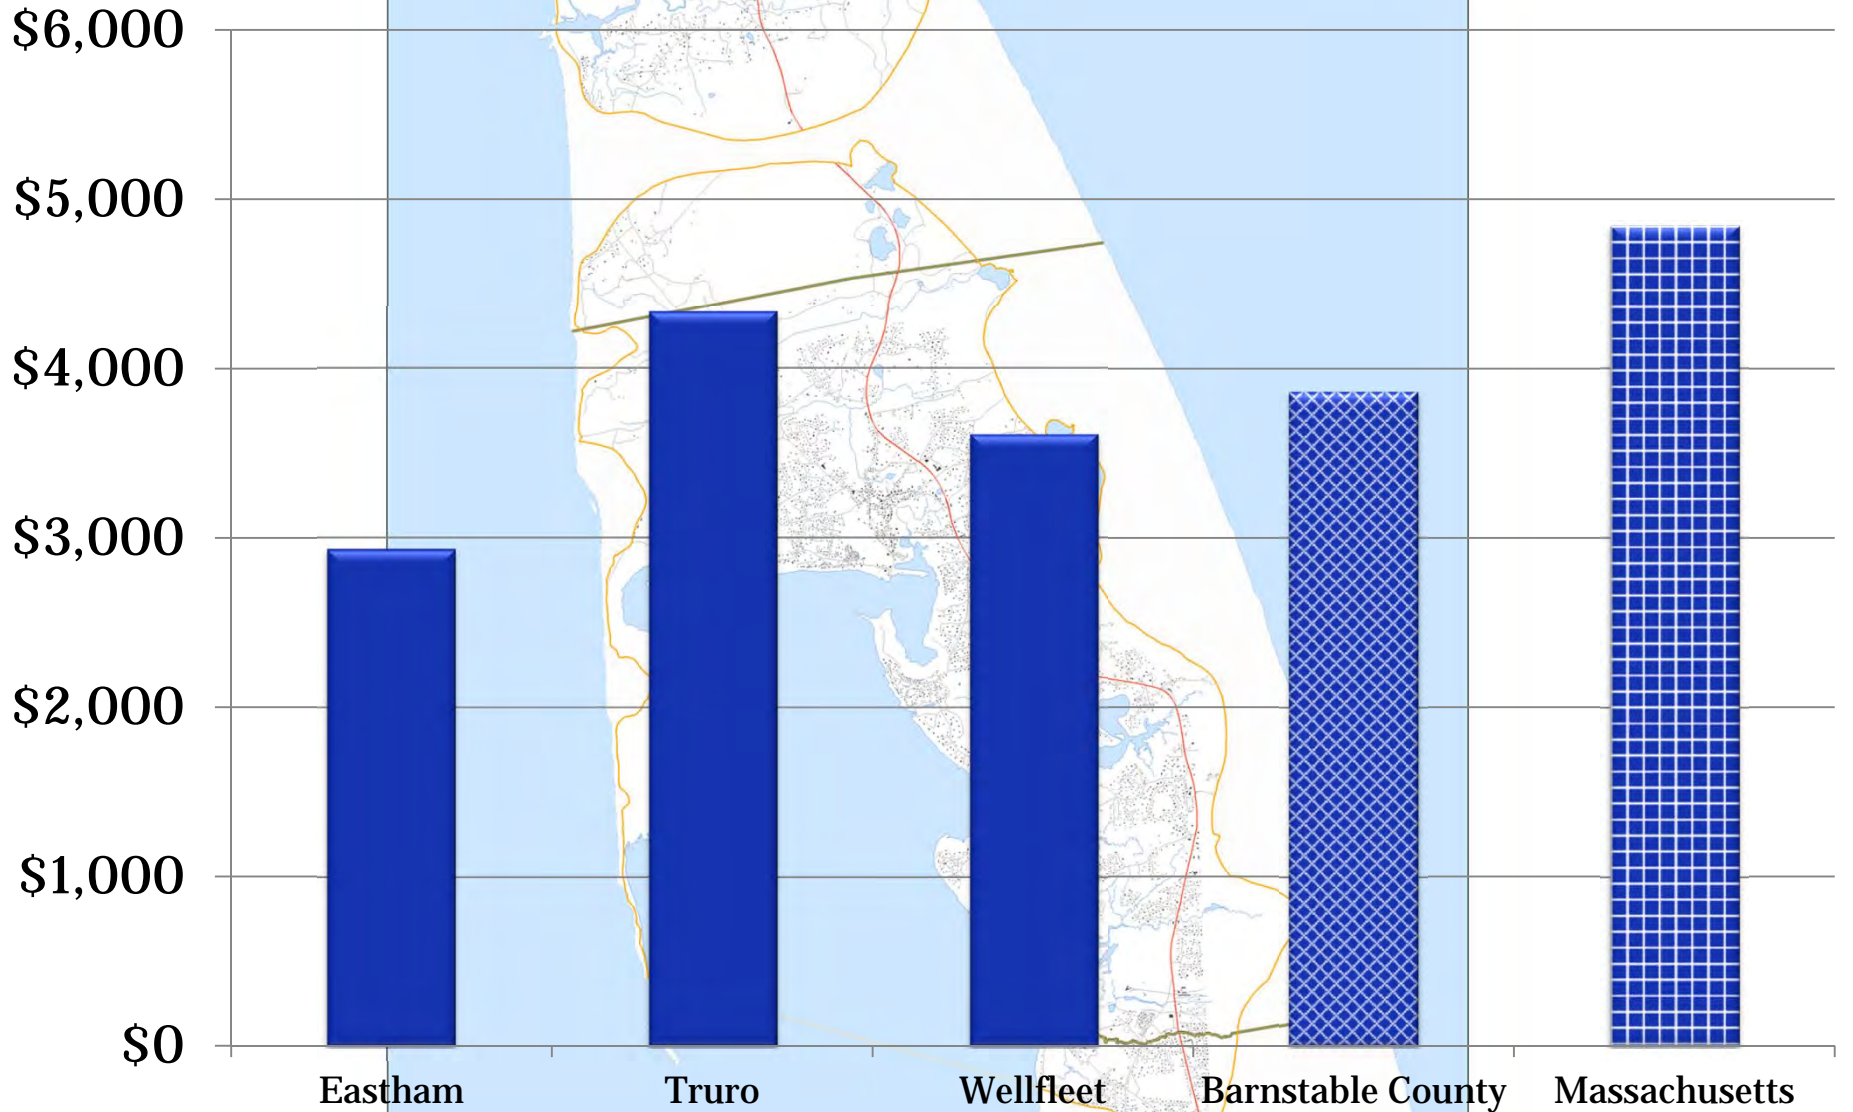 $6,000
$5,000
$4,000
$3,000
$2,000
$1,000
$0
Eastham
Truro
Wellfleet
Barnstable County
Massachusetts